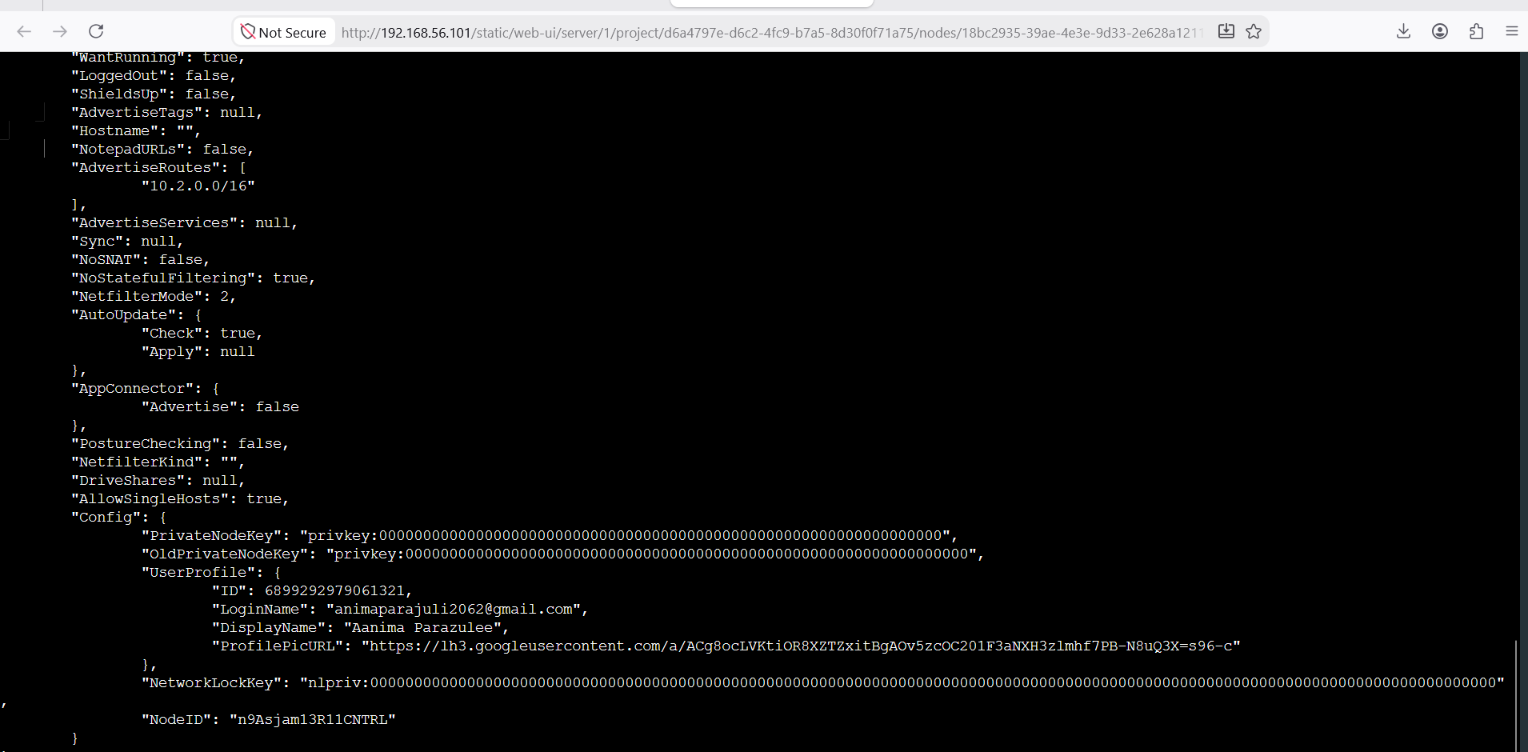 Not Secure
http://192.168.56.101/static/web-ui/server/1/project/d6a4797e-d6c2-4fc9-b7a5-8d30f0f71a75/nodes/18bc2935-39ae-4e3e-9d33-2e628a121
"WantRunning": true,
"LoggedOut": false,
"ShieldsUp": false,
"AdvertiseTags": null,
"Hostname": "",
"NotepadURLs": false,
"AdvertiseRoutes": [
"10.2.0.0/16"
],
"AdvertiseServices": null,
"Sync": null,
"NoSNAT": false,
"NoStatefulFiltering": true,
"NetfilterMode": 2,
"AutoUpdate": {
"Check": true,
"Apply": null
},
"AppConnector": {
"Advertise": false
},
"PostureChecking": false,
"NetfilterKind": "",
"DriveShares": null,
"AllowSingleHosts": true,
"Config": {
"PrivateNodeKey": "privkey:0000000000000000000000000000000000000000000000000000000000000000",
"OldPrivateNodeKey": "privkey:0000000000000000000000000000000000000000000000000000000000000000",
"UserProfile": {
"ID": 6899292979061321,
"LoginName": "animaparajuli2062@gmail.com",
"DisplayName": "Aanima Parazulee",
"ProfilePicURL": "https://lh3.googleusercontent.com/a/ACg8ocLVKtiOR8XZTZxitBgAOv5zcOC201F3aNXH3zlmhf7PB-N8uQ3X=s96-c"
},
"NetworkLockKey": "nlpriv:00000000000000000000000000000000000000000000000000000000000000000000000000000000000000000000000000000000000000000000000000000000"
,
"NodeID": "n9Asjam13R11CNTRL"
}